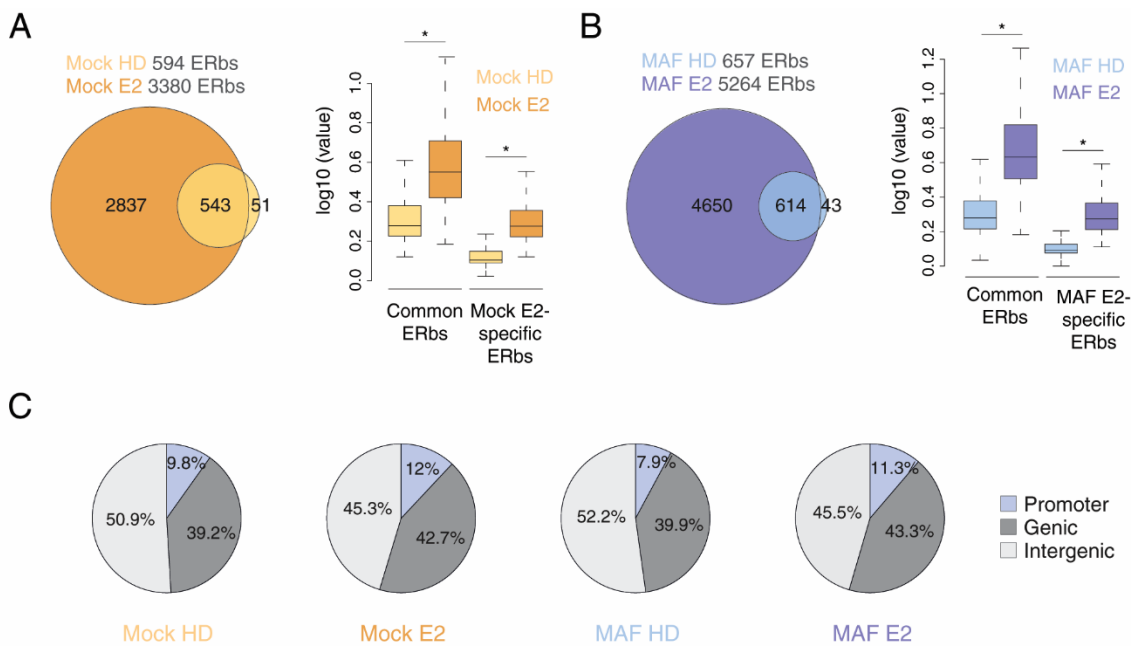 A
Mock HD 594 ERbs
Mock E2 3380 ERbs
2837
543
51
log10 (value)
0.0
0.2
0.4
0.6
0.8
1.0
*
*
Mock HD
Mock E2
Common
ERbs
Mock E2-
specific
ERbs
B
MAF HD 657 ERbs
MAF E2 5264 ERbs
4650
614
43
log10 (value)
0.0
0.2
0.4
0.6
0.8
1.0
1.2
*
*
MAF HD
MAF E2
Common
ERbs
MAF E2-
specific
ERbs
C
9.8%
50.9%
39.2%
Mock HD
12%
45.3%
42.7%
Mock E2
7.9%
52.2%
39.9%
MAF HD
11.3%
45.5%
43.3%
MAF E2
Promoter
Genic
Intergenic